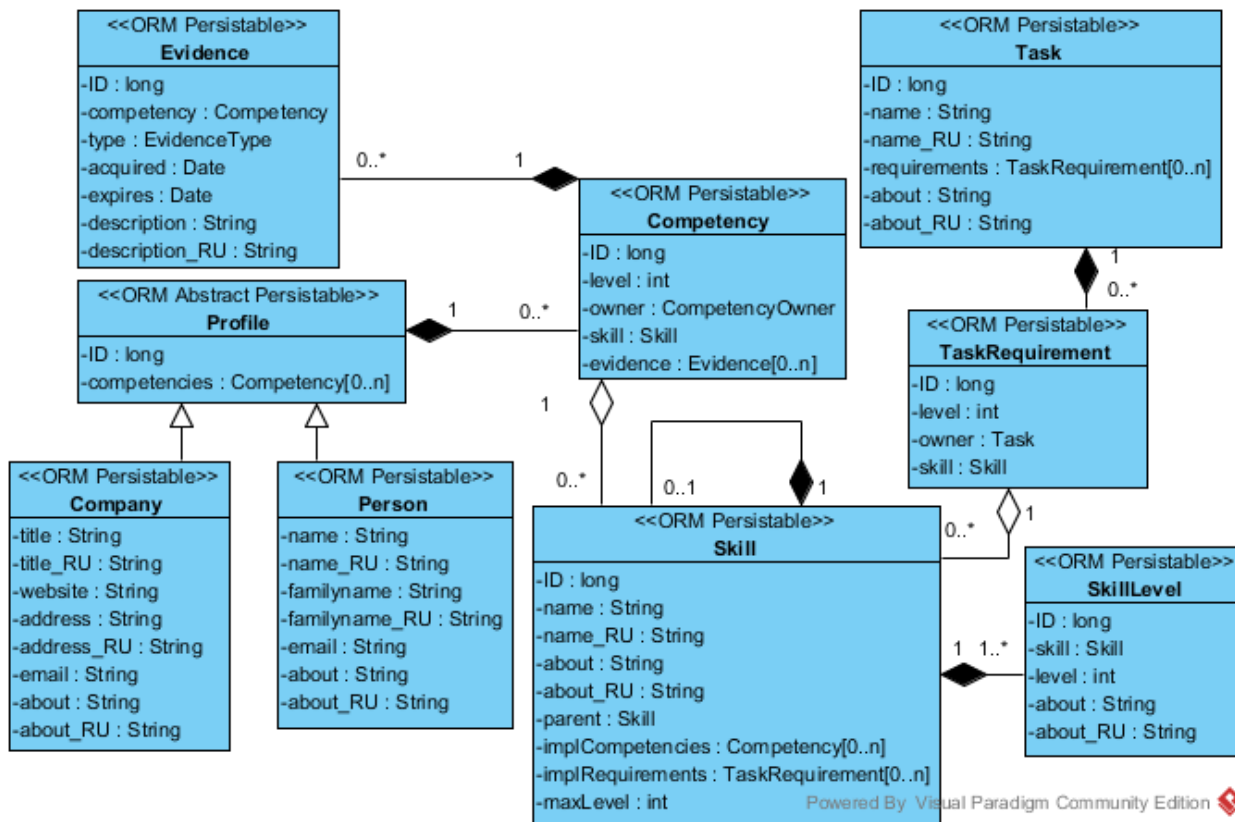 <<ORM Persistable>>
Evidence
-ID : long
-competency : Competency
-type : EvidenceType
-acquired : Date
-expires : Date
-description : String
-description_RU : String
0..*
1
<<ORM Persistable>>
Task
-ID : long
-name : String
-name_RU : String
-requirements : TaskRequirement[0..n]
-about : String
-about_RU : String
1
0..*
<<ORM Persistable>>
Competency
-ID : long
-level : int
-owner : CompetencyOwner
-skill : Skill
-evidence : Evidence[0..n]
<<ORM Abstract Persistable>>
Profile
-ID : long
-competencies : Competency[0..n]
1
0..*
<<ORM Persistable>>
TaskRequirement
-ID : long
-level : int
-owner : Task
-skill : Skill
1
0..*
0..1
1
0..*
1
<<ORM Persistable>>
Company
-title : String
-title_RU : String
-website : String
-address : String
-address_RU : String
-email : String
-about : String
-about_RU : String
<<ORM Persistable>>
Person
-name : String
-name_RU : String
-familyname : String
-familyname_RU : String
-email : String
-about : String
-about_RU : String
<<ORM Persistable>>
Skill
-ID : long
-name : String
-name_RU : String
-about : String
-about_RU : String
-parent : Skill
-implCompetencies : Competency[0..n]
-implRequirements : TaskRequirement[0..n]
-maxLevel : int
1
1..*
<<ORM Persistable>>
SkillLevel
-ID : long
-skill : Skill
-level : int
-about : String
-about_RU : String
Powered By Visual Paradigm Community Edition